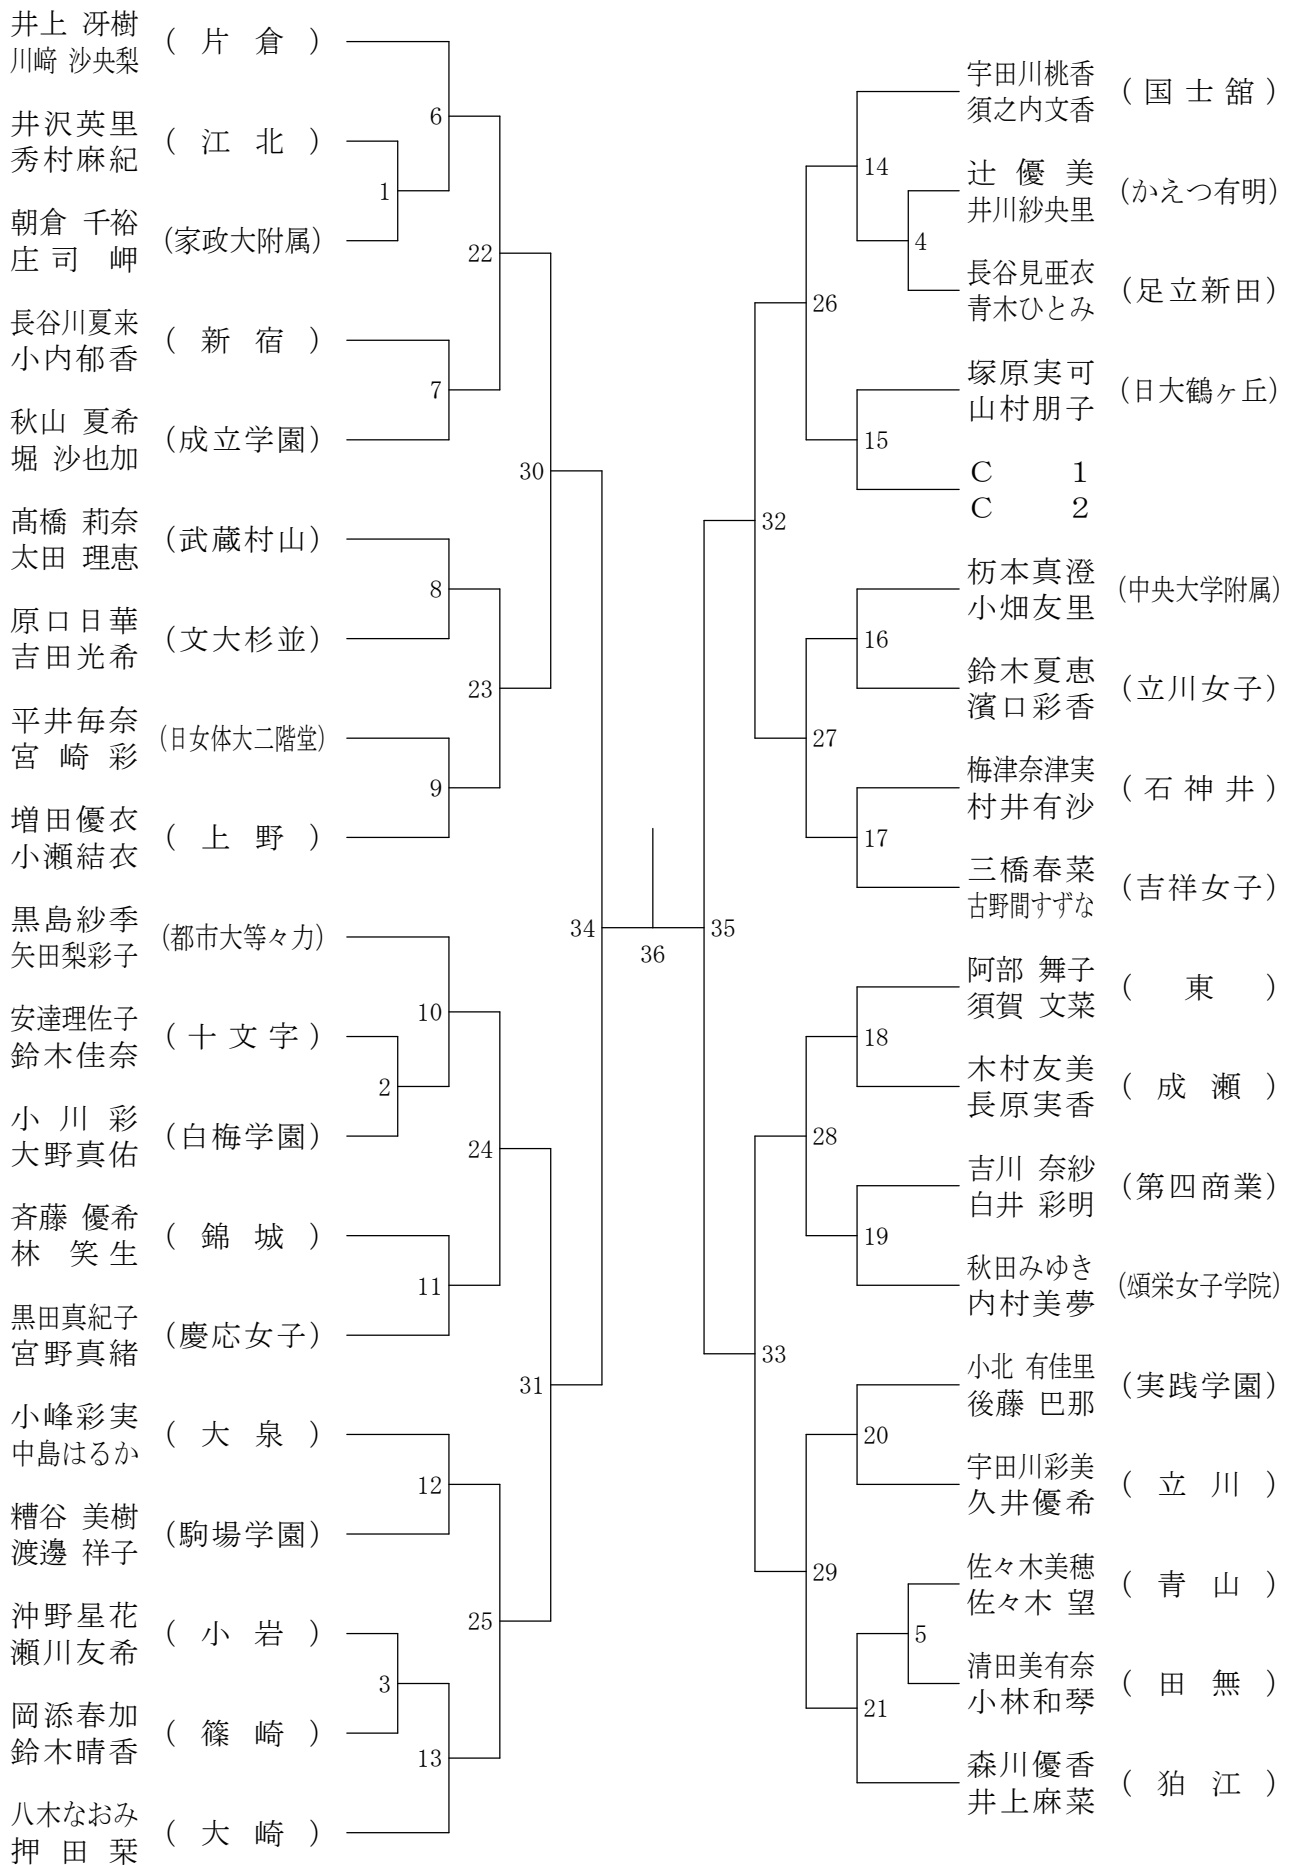 井上 冴樹
川﨑 沙央梨
( 片 倉 )
井沢英里
秀村麻紀
( 江 北 )
朝倉 千裕
庄司 岬
(家政大附属)
長谷川夏来
小内郁香
( 新 宿 )
秋山 夏希
堀 沙也加
(成立学園)
髙橋 莉奈
太田 理恵
(武蔵村山)
原口日華
吉田光希
(文大杉並)
平井毎奈
宮崎 彩
(日女体大二階堂)
増田優衣
小瀬結衣
( 上 野 )
黒島紗季
矢田梨彩子
(都市大等々力)
安達理佐子
鈴木佳奈
( 十 文 字 )
小川 彩
大野真佑
(白梅学園)
斉藤 優希
林 笑生
( 錦 城 )
黒田真紀子
宮野真緒
(慶応女子)
小峰彩実
中島はるか
( 大 泉 )
糟谷 美樹
渡邊 祥子
(駒場学園)
沖野星花
瀬川友希
( 小 岩 )
岡添春加
鈴木晴香
( 篠 崎 )
八木なおみ
押田 栞
( 大 崎 )
1
2
3
6
7
8
9
10
11
12
13
22
23
24
25
30
31
34
36
35
32
33
26
27
28
29
14
15
16
17
18
19
20
21
4
5
宇田川桃香
須之内文香
( 国 士 舘 )
辻 優 美
井川紗央里
(かえつ有明)
長谷見亜衣
青木ひとみ
(足立新田)
塚原実可
山村朋子
(日大鶴ヶ丘)
C 1
C 2
杤本真澄
小畑友里
(中央大学附属)
鈴木夏恵
濱口彩香
(立川女子)
梅津奈津実
村井有沙
( 石 神 井 )
三橋春菜
古野間すずな
(吉祥女子)
阿部 舞子
須賀 文菜
( 東 )
木村友美
長原実香
( 成 瀬 )
吉川 奈紗
白井 彩明
(第四商業)
秋田みゆき
内村美夢
(頌栄女子学院)
小北 有佳里
後藤 巴那
(実践学園)
宇田川彩美
久井優希
( 立 川 )
佐々木美穂
佐々木 望
( 青 山 )
清田美有奈
小林和琴
( 田 無 )
森川優香
井上麻菜
( 狛 江 )